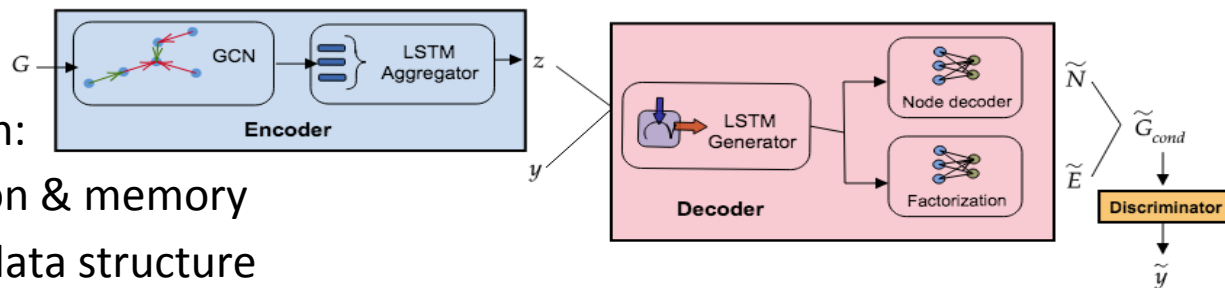 G
GCN
LSTM
Aggregator
Encoder
z
y
LSTM
Generator
Node decoder
Factorization
Decoder
Ñ
Ẽ
G̃cond
Discriminator
ỹ
n:
on & memory
data structure